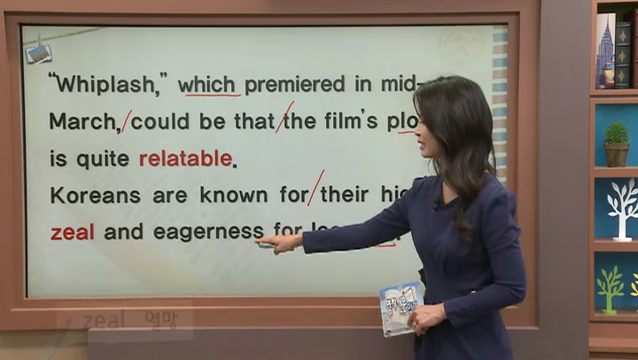 “Whiplash,” which premiered in mid-
March, could be that the film's
is quite relatable.
Koreans are known for their
zeal and eagerness for
zeal 열망